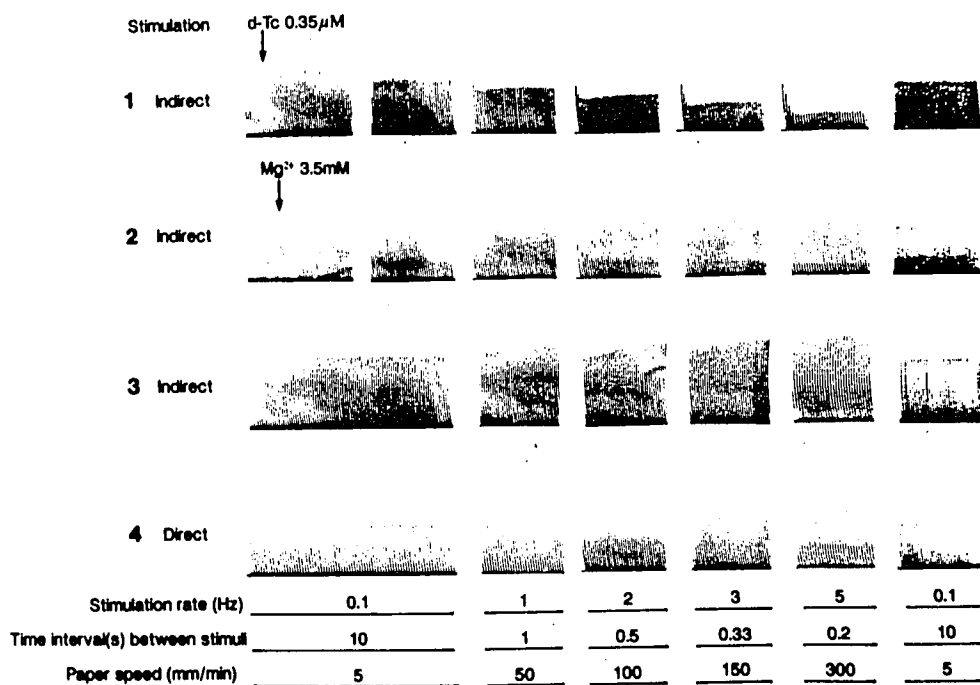 Stimulation d-Tc 0.35μM
1 Indirect
Mg²⁺ 3.5mM
2 Indirect
3 Indirect
4 Direct
Stimulation rate (Hz) 0.1 1 2 3 5 0.1
Time interval(s) between stimuli 10 1 0.5 0.33 0.2 10
Paper speed (mm/min) 5 50 100 150 300 5